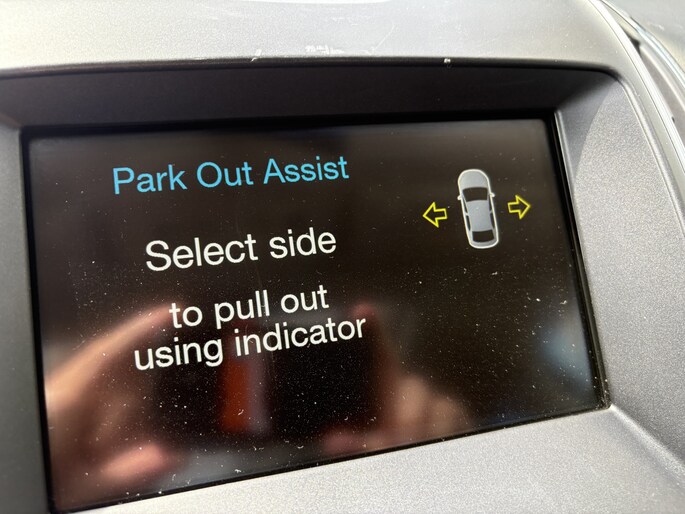 Park Out Assist
Select side
to pull out
using indicator